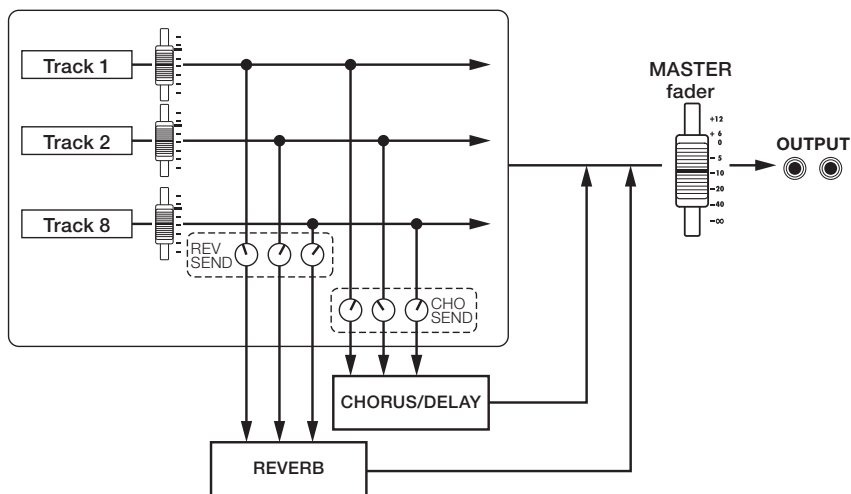 Track 1
Track 2
Track 8
REV
SEND
CHO
SEND
CHORUS/DELAY
REVERB
MASTER
fader
+12
+ 6
0
- 5
-10
-20
-40
-∞
OUTPUT